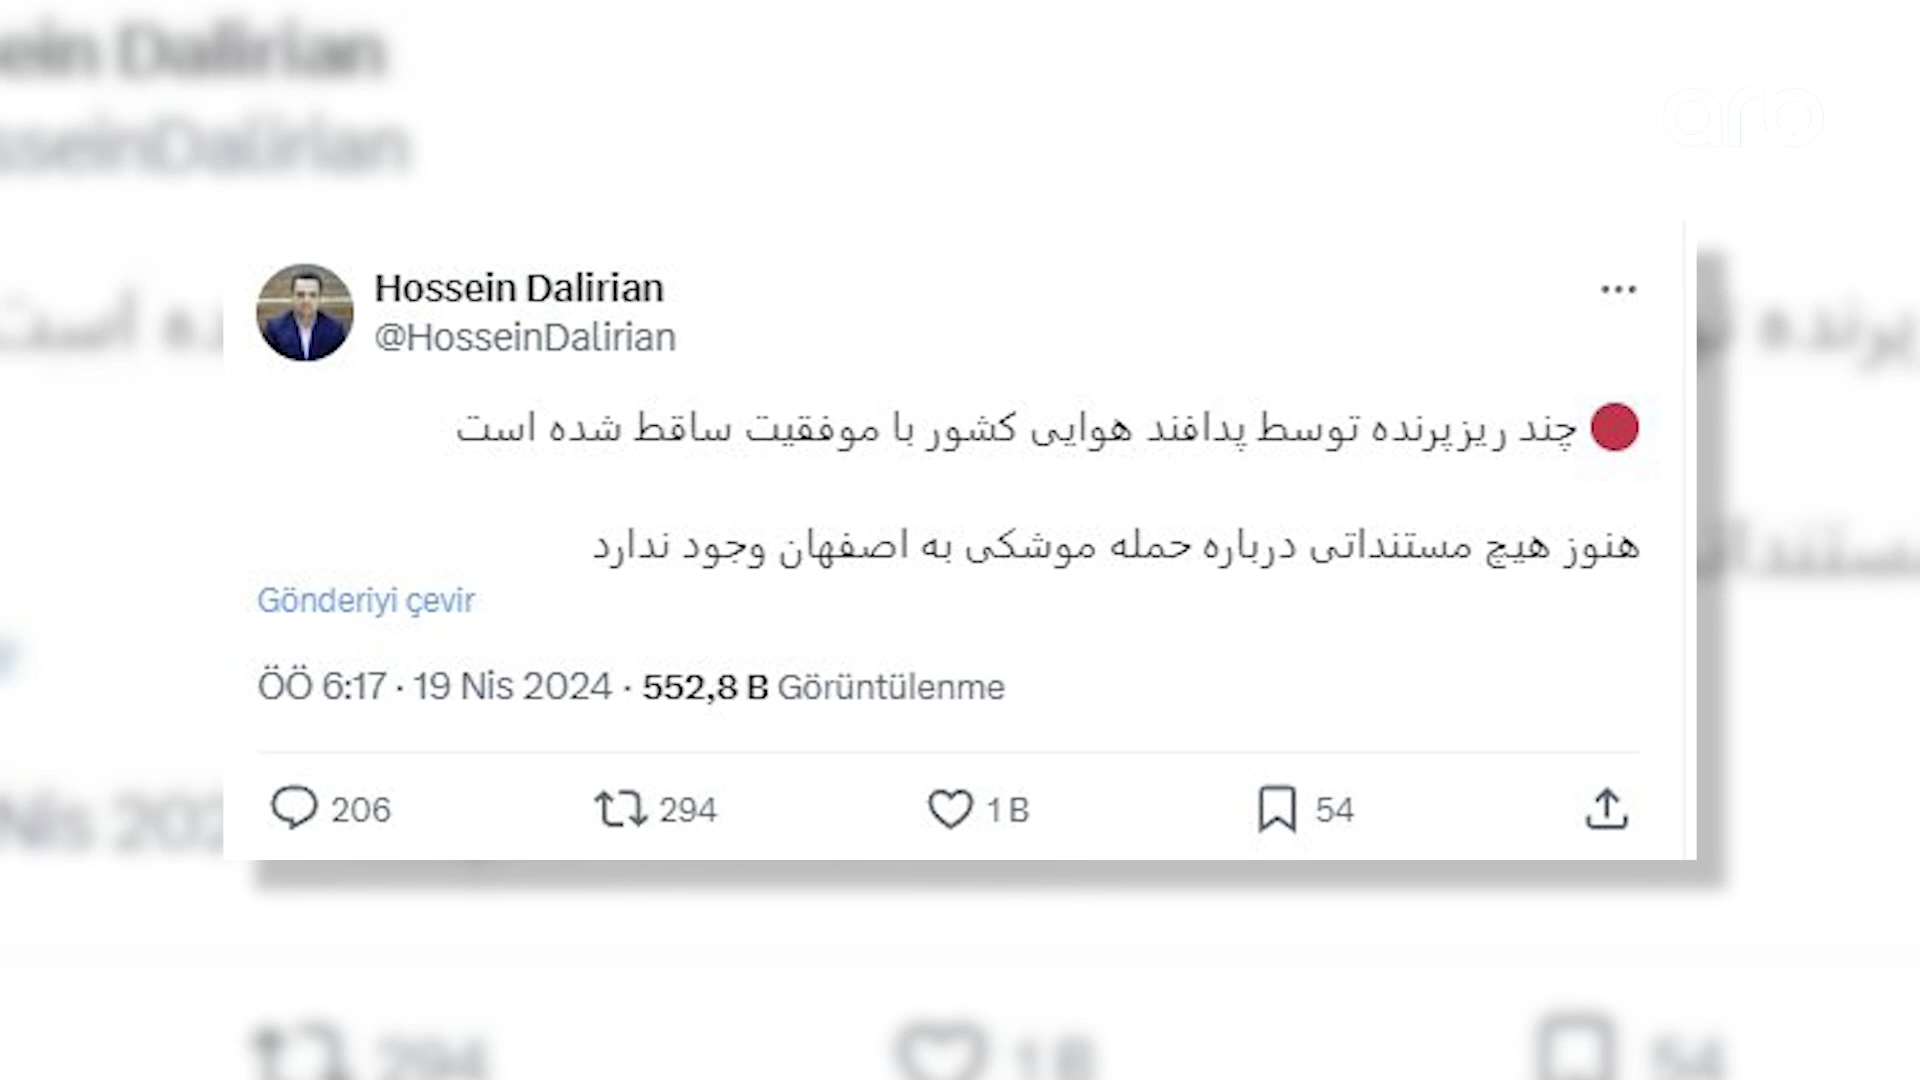 arb
Hossein Dalirian
@HosseinDalirian
چند ریزپرنده توسط پدافند هوایی کشور با موفقیت ساقط شده است
هنوز هیچ مستنداتی درباره حمله موشکی به اصفهان وجود ندارد
Gönderiyi çevir
ÖÖ 6:17 · 19 Nis 2024 · 552,8 B Görüntülenme
206 294 1 B 54